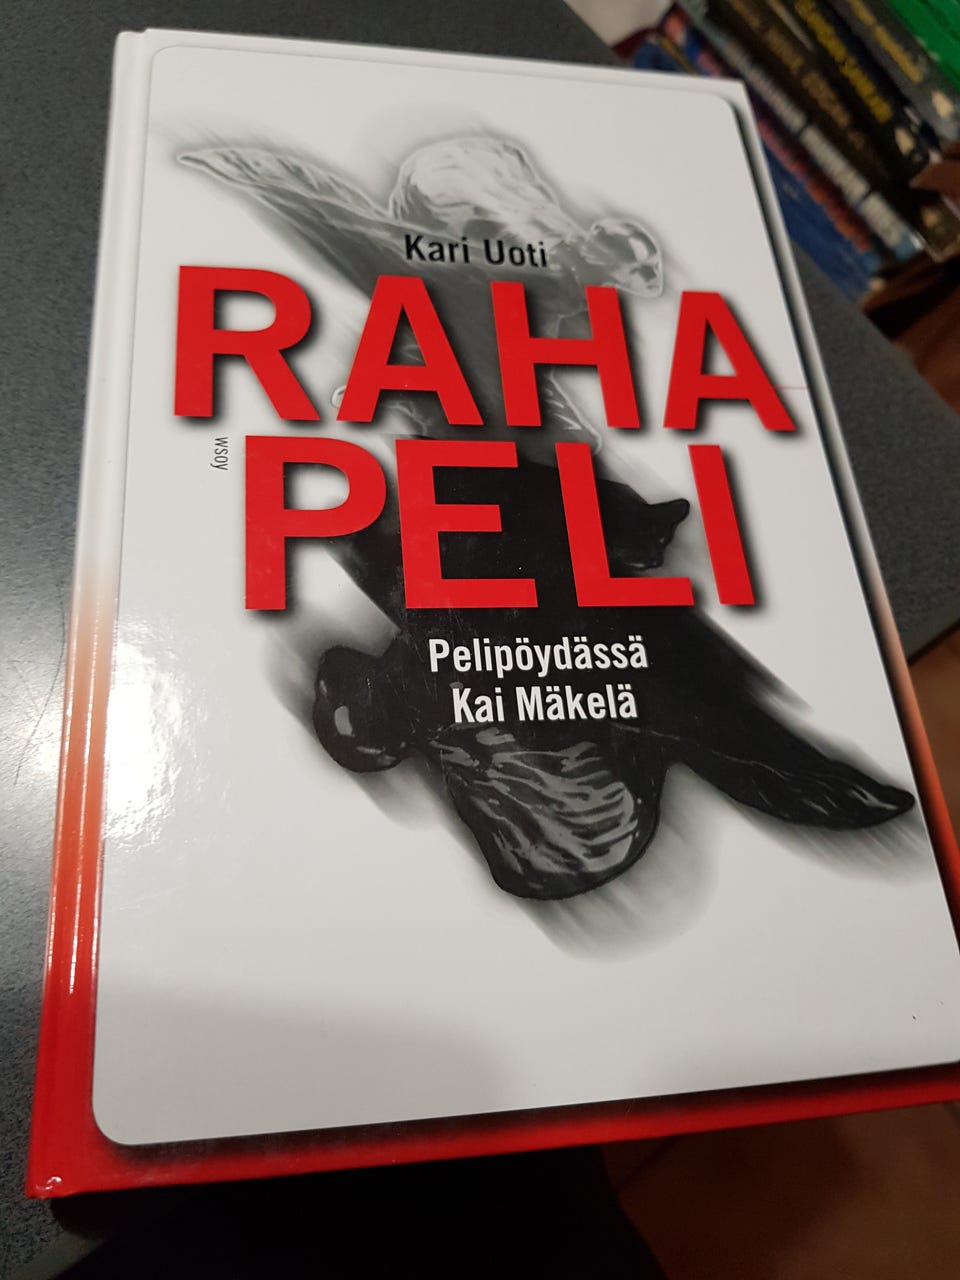 Kari Uoti
RAHA
WSOY
PELI
Pelipöydässä
Kai Mäkelä